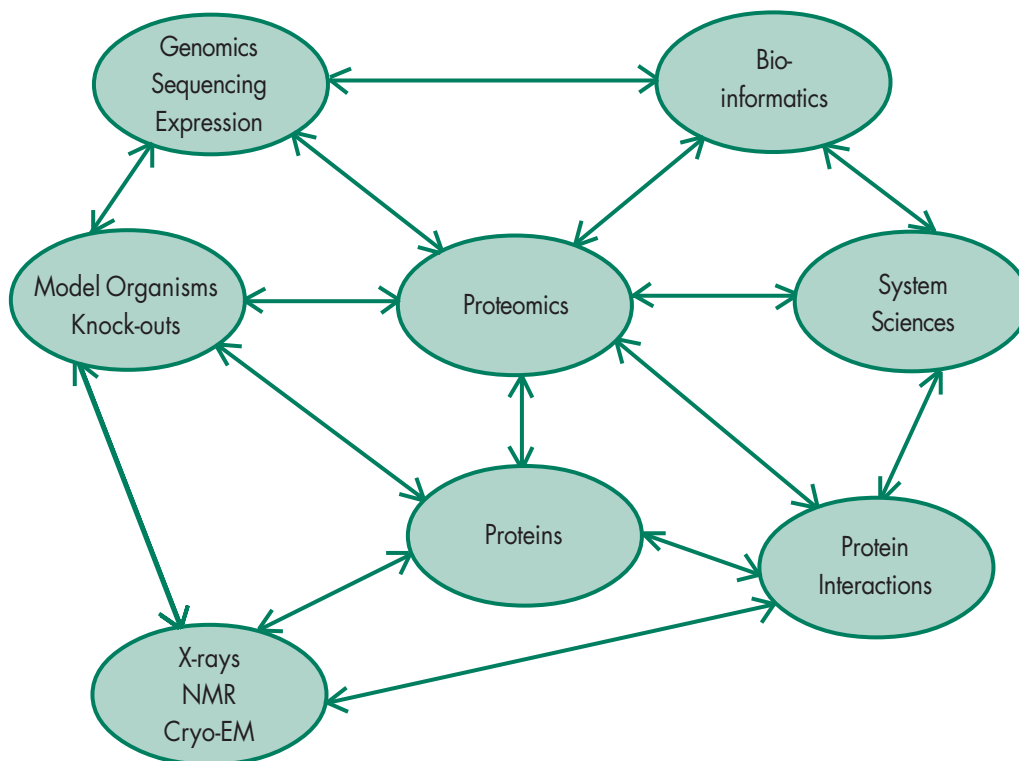 Genomics
Sequencing
Expression
Bio-
informatics
Model Organisms
Knock-outs
Proteomics
System
Sciences
Proteins
Protein
Interactions
X-rays
NMR
Cryo-EM